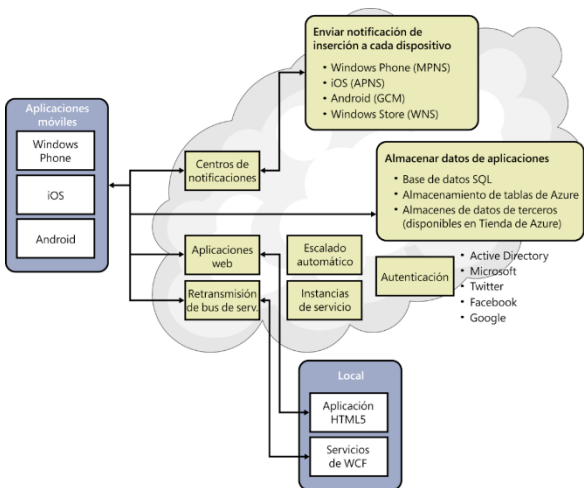 Enviar notificación de
inserción a cada dispositivo
• Windows Phone (MPNS)
• iOS (APNS)
• Android (GCM)
• Windows Store (WNS)
Aplicaciones
móviles
Windows
Phone
iOS
Android
Centros de
notificaciones
Almacenar datos de aplicaciones
• Base de datos SQL
• Almacenamiento de tablas de Azure
• Almacenes de datos de terceros
(disponibles en Tienda de Azure)
Aplicaciones
web
Escalado
automático
Retransmisión
de bus de serv.
Instancias
de servicio
Autenticación
• Active Directory
• Microsoft
• Twitter
• Facebook
• Google
Local
Aplicación
HTML5
Servicios
de WCF